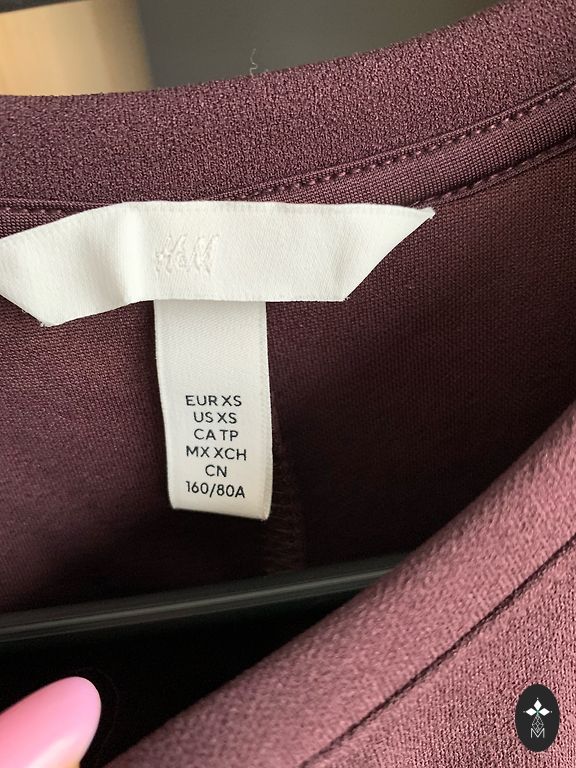 H&M
EUR XS
US XS
CA TP
MX XCH
CN
160/80A
M